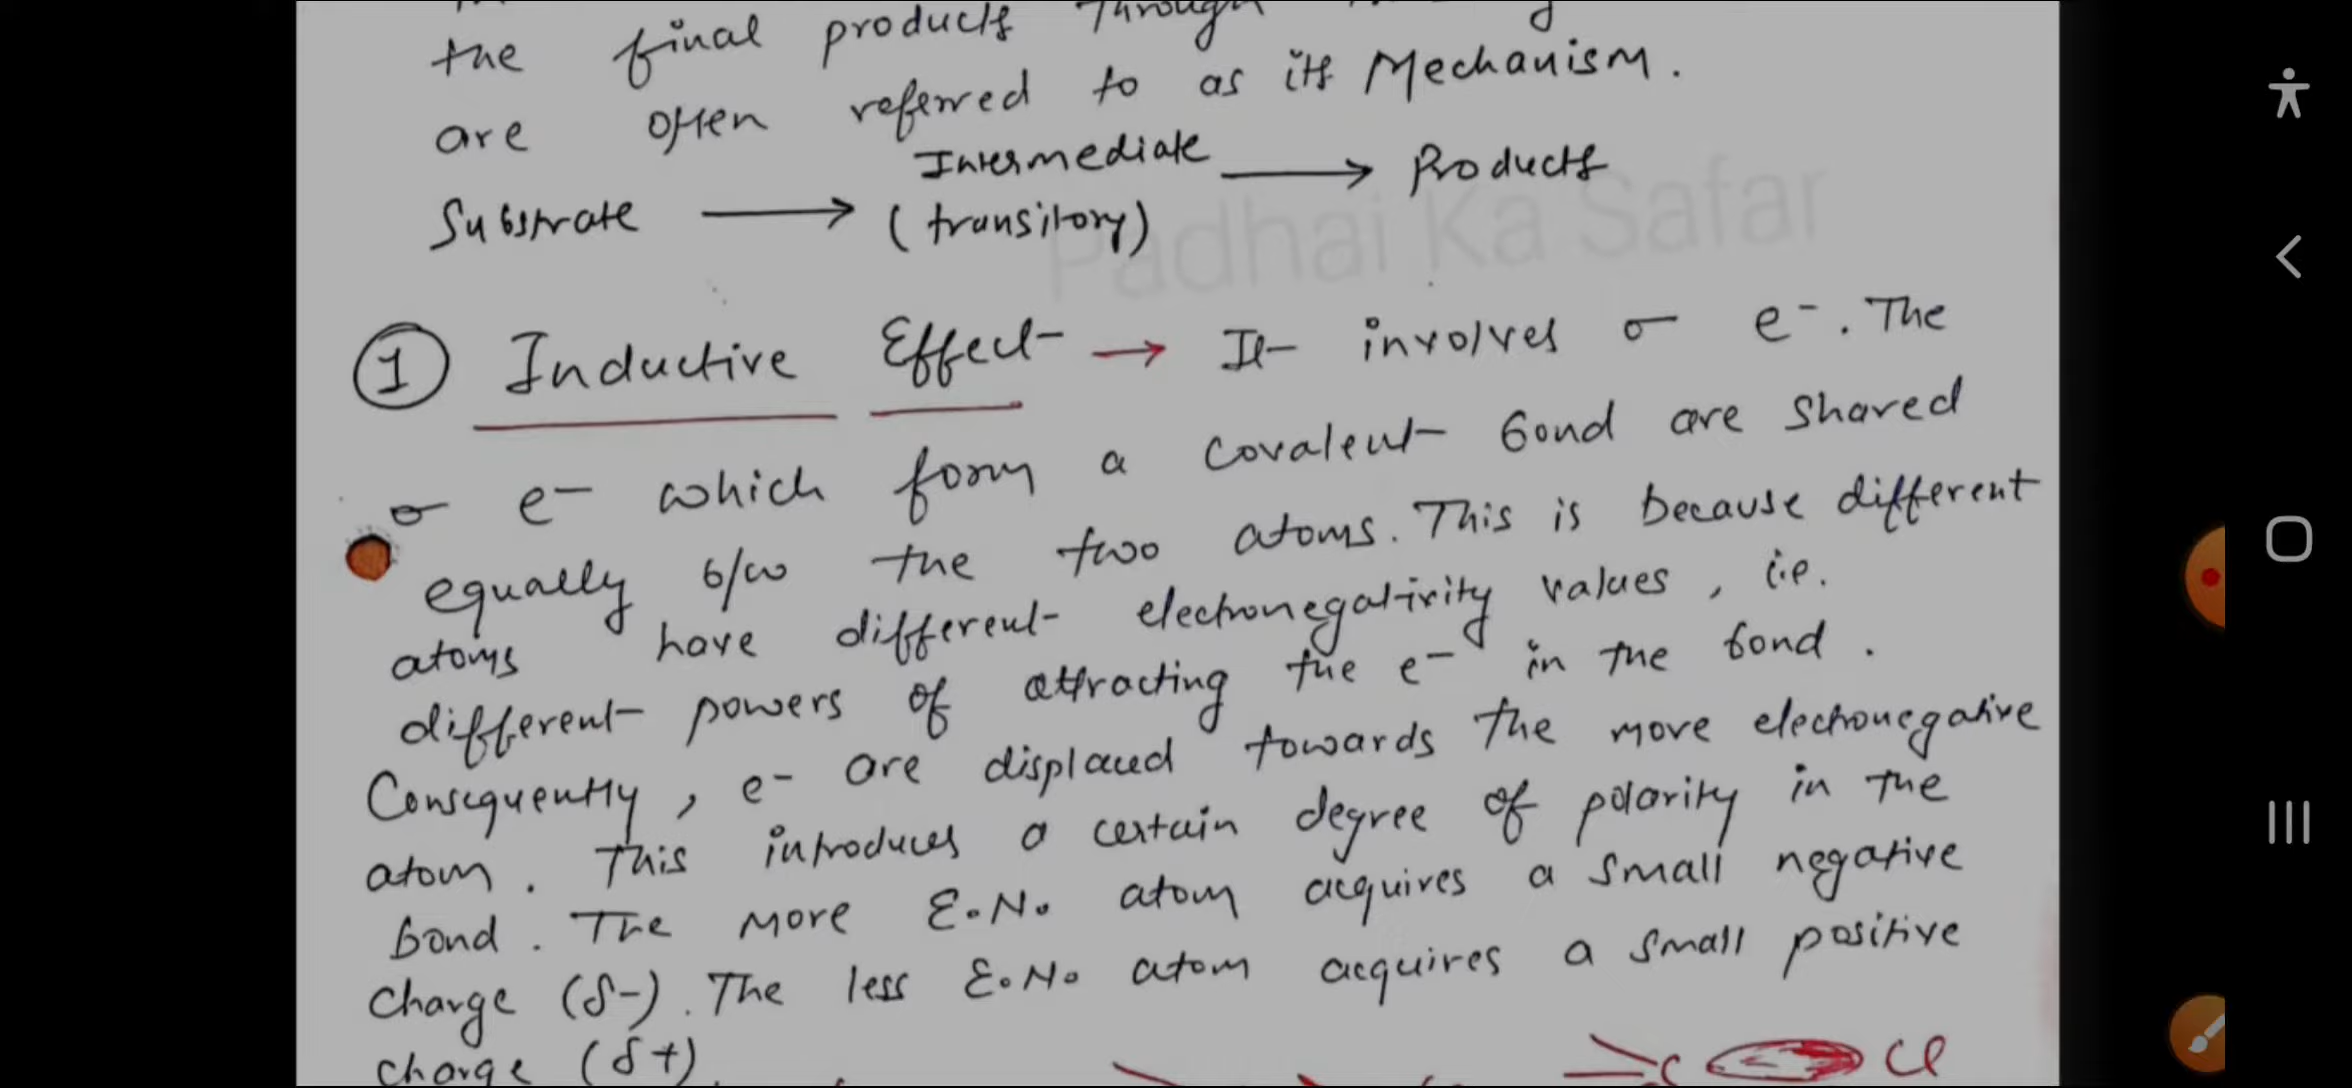 the final products through
are often referred to as its Mechanism.
Substrate → Intermediate (transitory) → Products
Padhai Ka Safar
① Inductive Effect → It involves σ e⁻. The
σ e⁻ which form a covalent bond are shared
equally b/w the two atoms. This is because different
atoms have different electronegativity values, i.e.
different powers of attracting the e⁻ in the bond.
Consequently, e⁻ are displaced towards the more electronegative
atom. This introduces a certain degree of polarity in the
bond. The more E.N. atom acquires a small negative
charge (δ-). The less E.N. atom acquires a small positive
charge (δ+).
C Cl